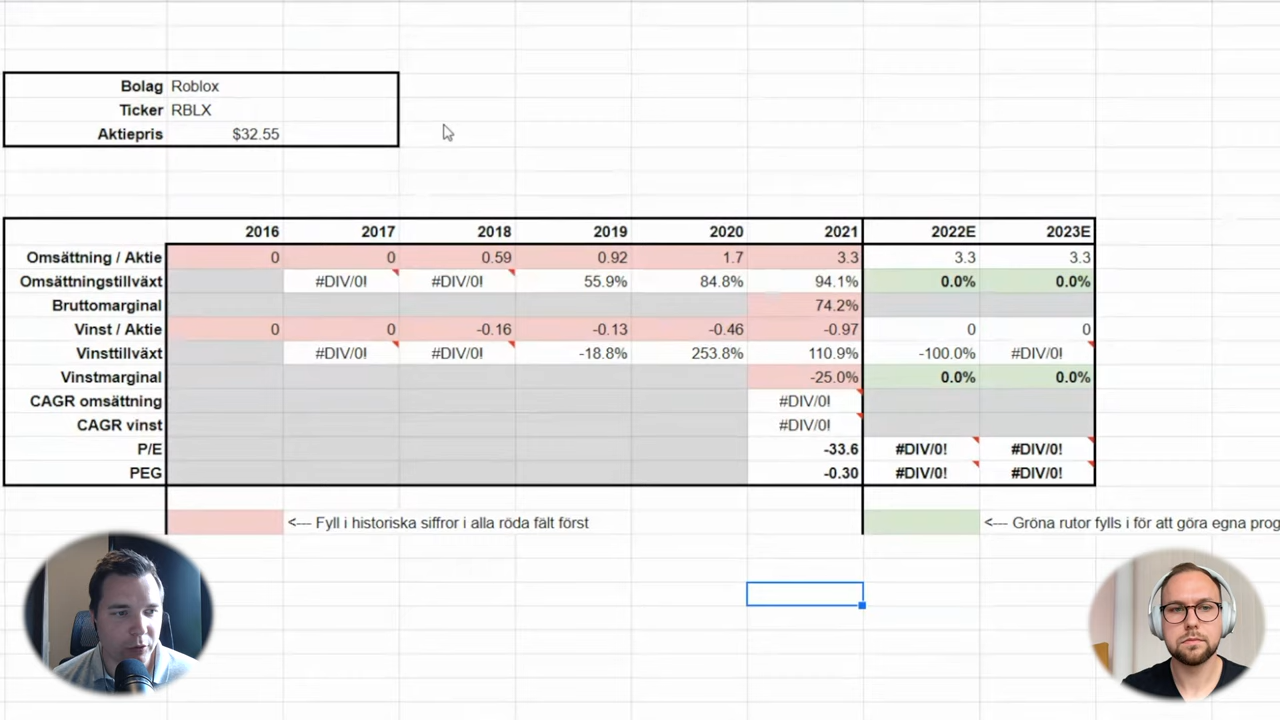 Bolag Roblox
Ticker RBLX
Aktiepris $32.55
2016 2017 2018 2019 2020 2021 2022E 2023E
Omsättning / Aktie 0 0 0.59 0.92 1.7 3.3 3.3 3.3
Omsättningstillväxt #DIV/0! #DIV/0! 55.9% 84.8% 94.1% 0.0% 0.0%
Bruttomarginal 74.2%
Vinst / Aktie 0 0 -0.16 -0.13 -0.46 -0.97 0 0
Vinsttillväxt #DIV/0! #DIV/0! -18.8% 253.8% 110.9% -100.0% #DIV/0!
Vinstmarginal -25.0% 0.0% 0.0%
CAGR omsättning #DIV/0!
CAGR vinst #DIV/0!
P/E -33.6 #DIV/0! #DIV/0!
PEG -0.30 #DIV/0! #DIV/0!
<--- Fyll i historiska siffror i alla röda fält först <--- Gröna rutor fylls i för att göra egna prog